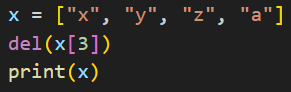 x = ["x", "y", "z", "a"]
del(x[3])
print(x)